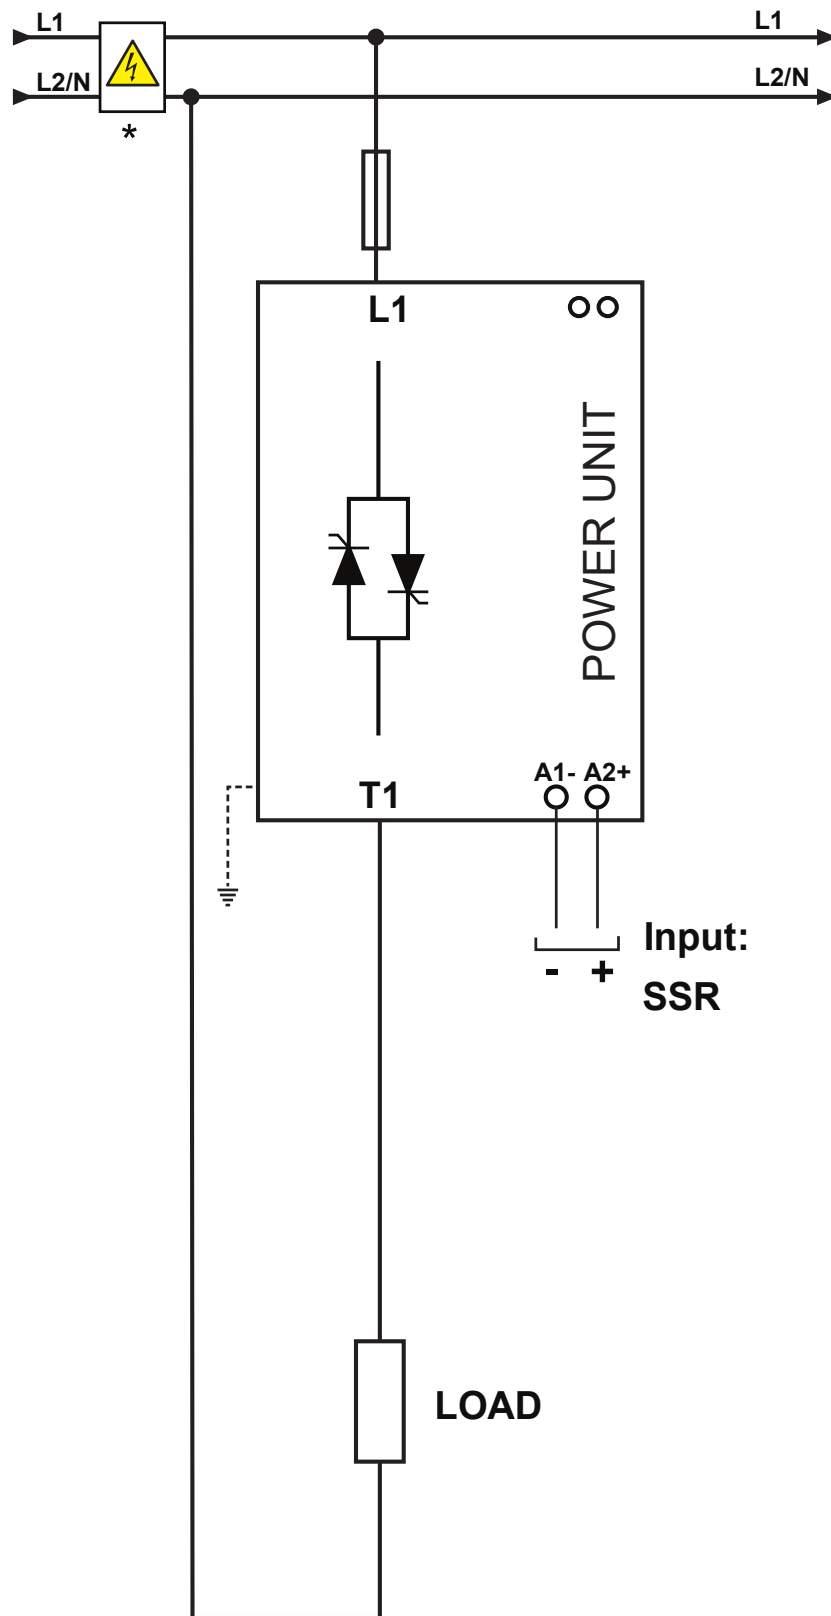 L1
L1
L2/N
L2/N
*
L1
POWER UNIT
A1- A2+
T1
Input:
- +
SSR
LOAD